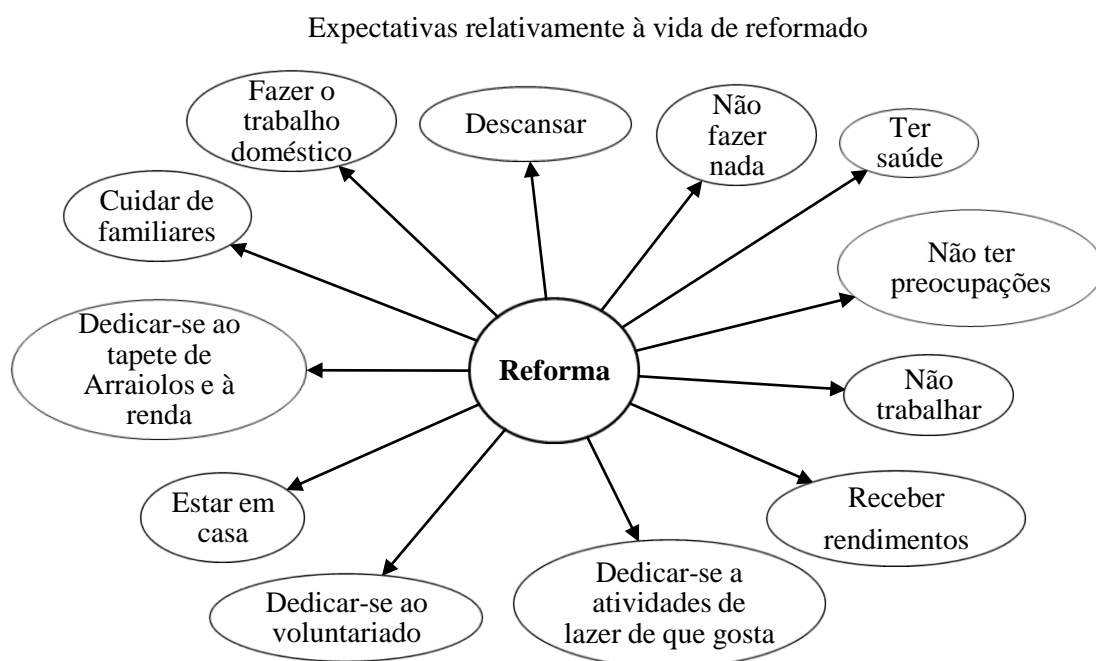 Expectativas relativamente à vida de reformado
Fazer o
trabalho
doméstico
Descansar
Não
fazer
nada
Ter
saúde
Cuidar de
familiares
Não ter
preocupações
Dedicar-se ao
tapete de
Arraiolos e à
renda
Reforma
Não
trabalhar
Estar em
casa
Receber
rendimentos
Dedicar-se ao
voluntariado
Dedicar-se a
atividades de
lazer de que gosta